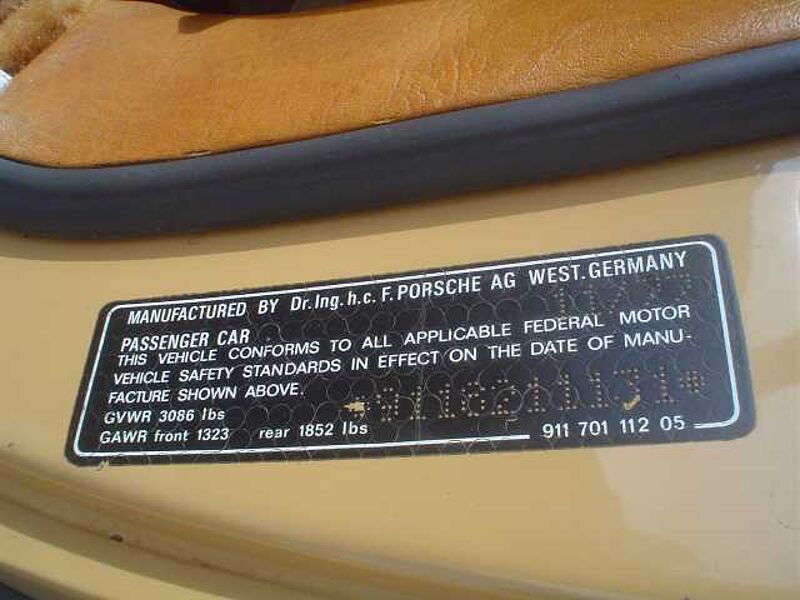 MANUFACTURED BY Dr.Ing.h.c. F.PORSCHE AG WEST.GERMANY
PASSENGER CAR
THIS VEHICLE CONFORMS TO ALL APPLICABLE FEDERAL MOTOR
VEHICLE SAFETY STANDARDS IN EFFECT ON THE DATE OF MANU-
FACTURE SHOWN ABOVE.
GVWR 3086 lbs *9116211131*
GAWR front 1323 rear 1852 lbs
911 701 112 05